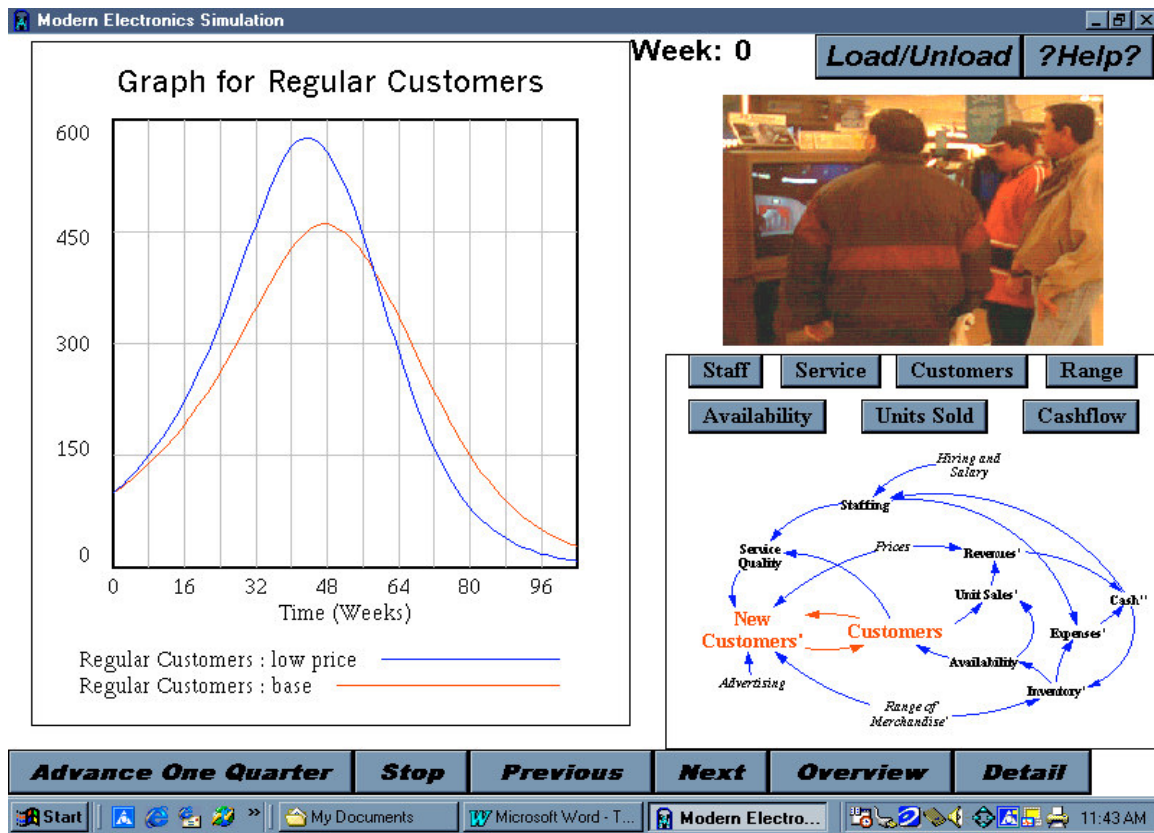 Modern Electronics Simulation
Week: 0
Load/Unload
?Help?
Graph for Regular Customers
600
450
300
150
0
0 16 32 48 64 80 96
Time (Weeks)
Regular Customers : low price
Regular Customers : base
Staff
Service
Customers
Range
Availability
Units Sold
Cashflow
Hiring and
Salary
Staffing
Service
Quality
Prices
Revenues'
Unit Sales'
Cash''
New
Customers'
Customers
Expenses'
Availability
Advertising
Inventory'
Range of
Merchandise'
Advance One Quarter
Stop
Previous
Next
Overview
Detail
Start
»
My Documents
Microsoft Word - T...
Modern Electro...
11:43 AM